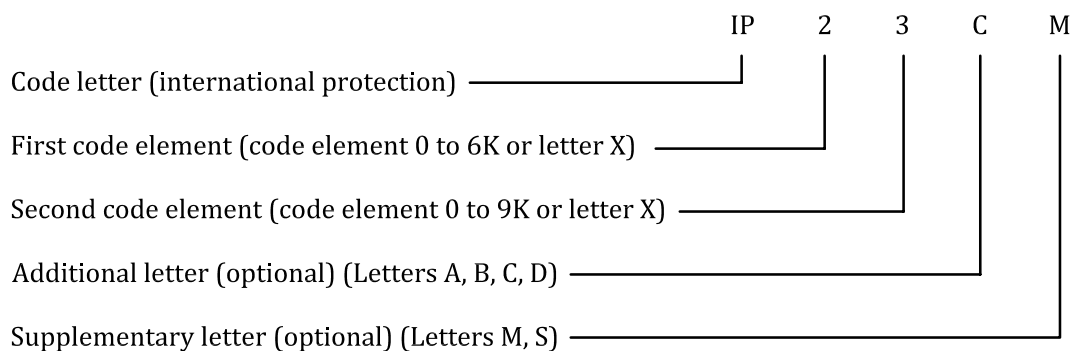 IP 2 3 C M
Code letter (international protection)
First code element (code element 0 to 6K or letter X)
Second code element (code element 0 to 9K or letter X)
Additional letter (optional) (Letters A, B, C, D)
Supplementary letter (optional) (Letters M, S)